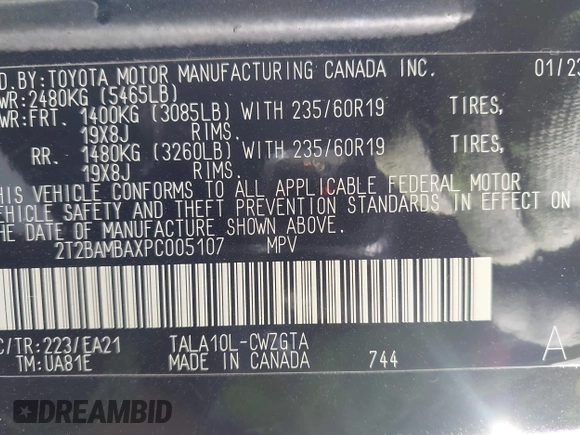 D.BY:TOYOTA MOTOR MANUFACTURING CANADA INC. 01/23
WR:2480KG (5465LB)
WR:FRT. 1400KG (3085LB) WITH 235/60R19 TIRES,
19X8J RIMS.
RR. 1480KG (3260LB) WITH 235/60R19 TIRES,
19X8J RIMS.
THIS VEHICLE CONFORMS TO ALL APPLICABLE FEDERAL MOTOR
VEHICLE SAFETY AND THEFT PREVENTION STANDARDS IN EFFECT ON
THE DATE OF MANUFACTURE SHOWN ABOVE.
2T2BAMBAXPC005107 MPV
C/TR:223/EA21 TALA10L-CWZGTA A
TM:UA81E MADE IN CANADA 744
DREAMBID